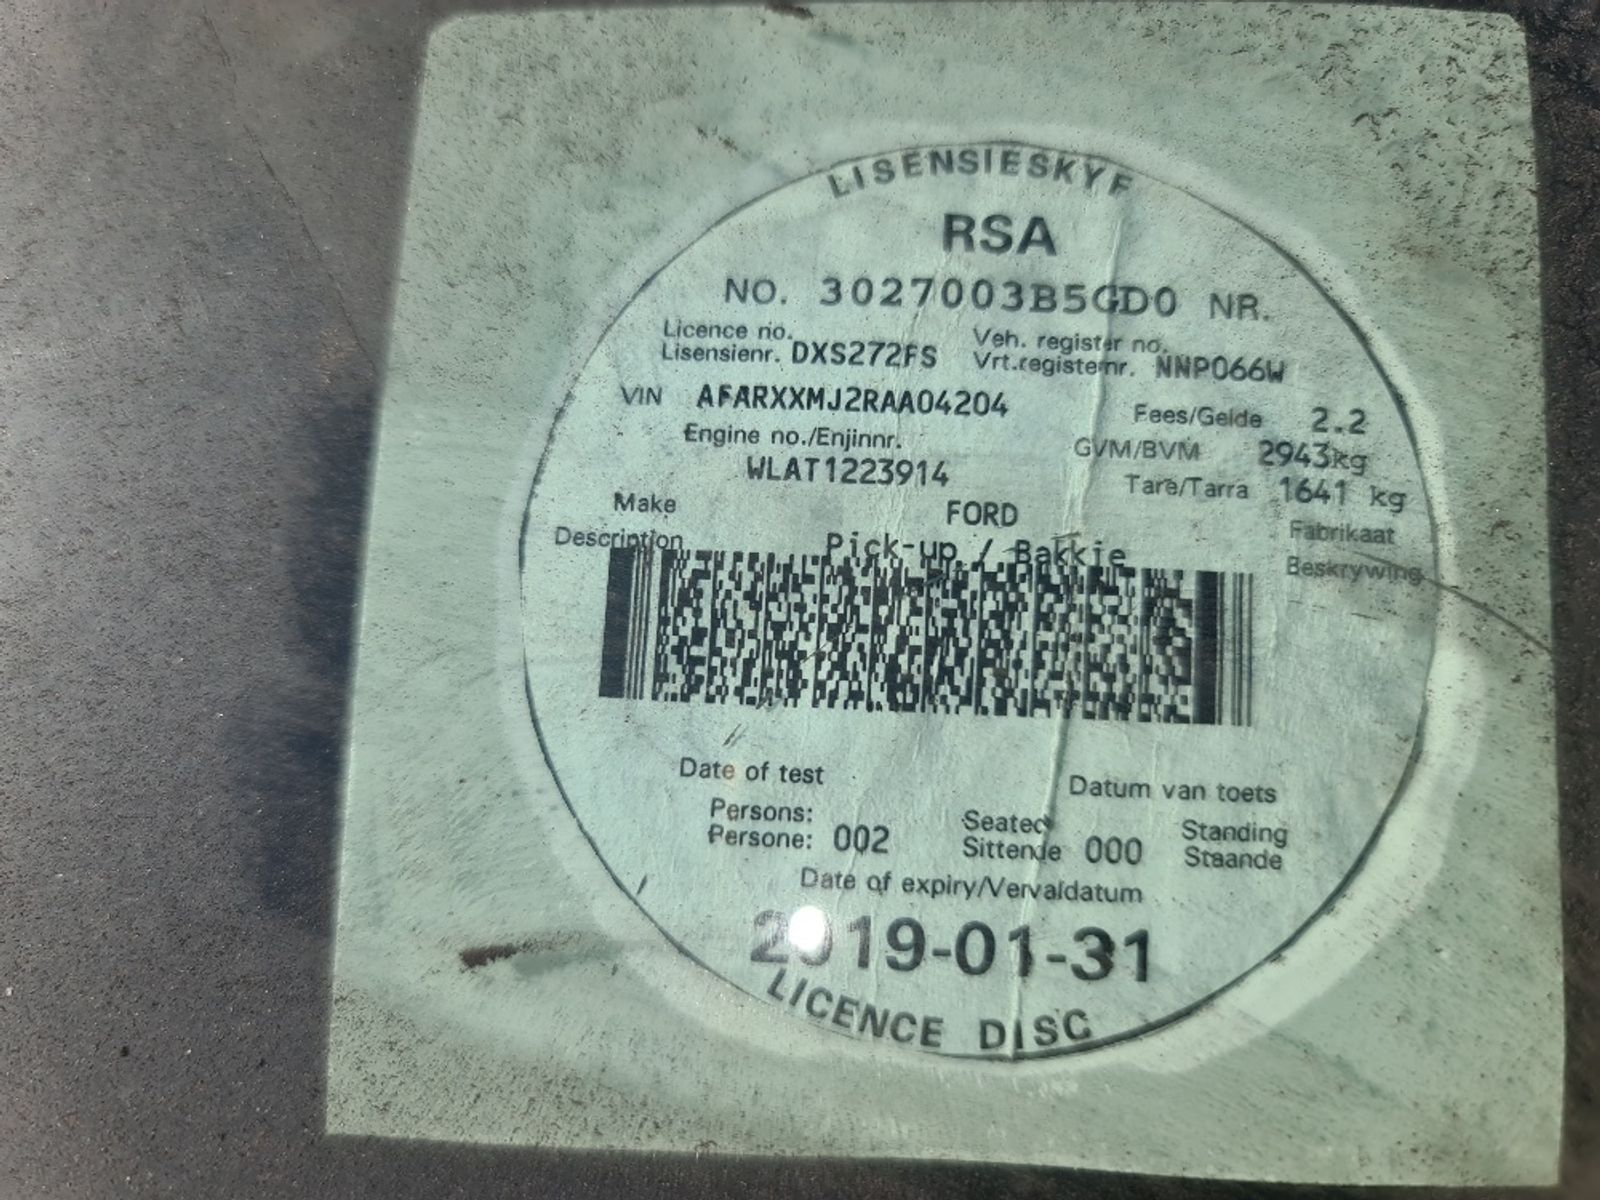 LISENSIESKYF
RSA
NO. 3027003B5GD0 NR.
Licence no. Veh. register no.
Lisensienr. DXS272FS Vrt.registernr. NNP066W
VIN AFARXXMJ2RAA04204 Fees/Gelde 2.2
Engine no./Enjinnr. GVM/BVM 2943kg
WLAT1223914 Tare/Tarra 1641 kg
Make FORD Fabrikaat
Description Pick-up / Bakkie Beskrywing
Date of test Datum van toets
Persons: Seated Standing
Persone: 002 Sittende 000 Staande
Date of expiry/Vervaldatum
2019-01-31
LICENCE DISC